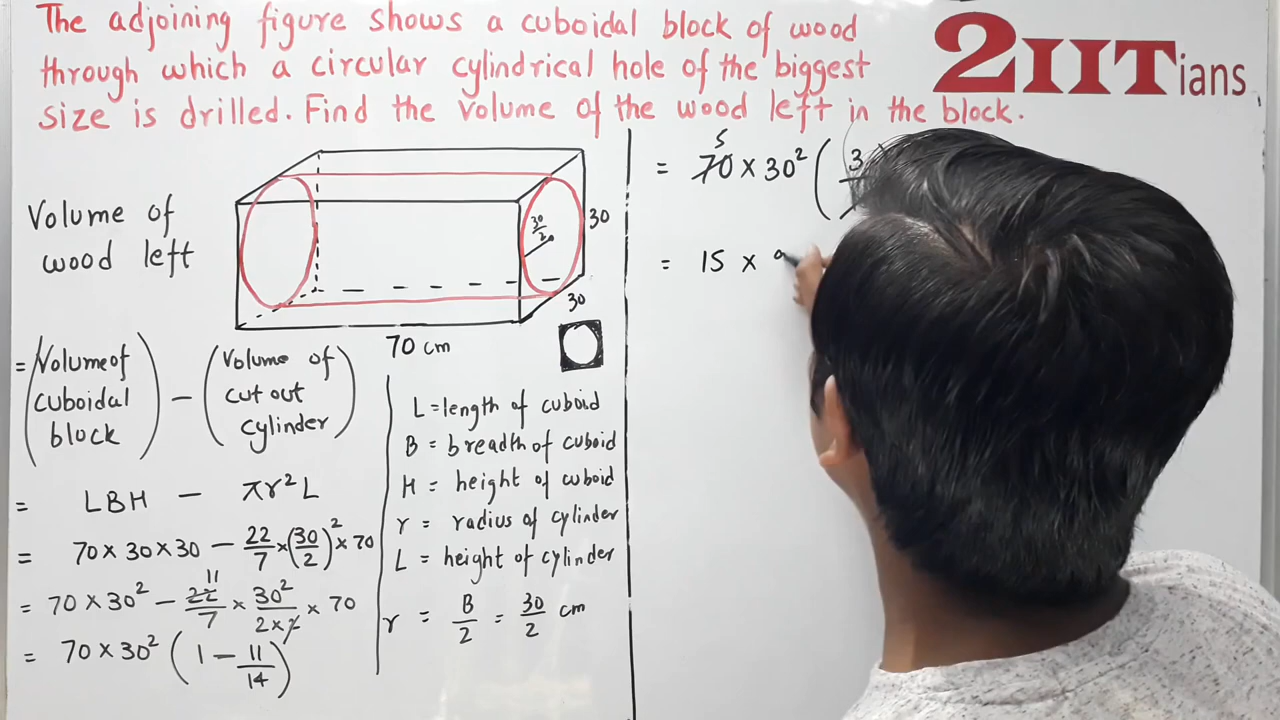 The adjoining figure shows a cuboidal block of wood
through which a circular cylindrical hole of the biggest
size is drilled. Find the volume of the wood left in the block.
2IITians
Volume of
wood left
30/2
30
30
70 cm
= (Volume of cuboidal block) − (Volume of cut out cylinder)
= LBH − πr²L
= 70 × 30 × 30 − 22/7 × (30/2)² × 70
11
= 70 × 30² − 22/7 × 30²/2×2 × 70
= 70 × 30² (1 − 11/14)
L = length of cuboid
B = breadth of cuboid
H = height of cuboid
r = radius of cylinder
L = height of cylinder
r = B/2 = 30/2 cm
5
= 70 × 30² ( 3
= 15 ×